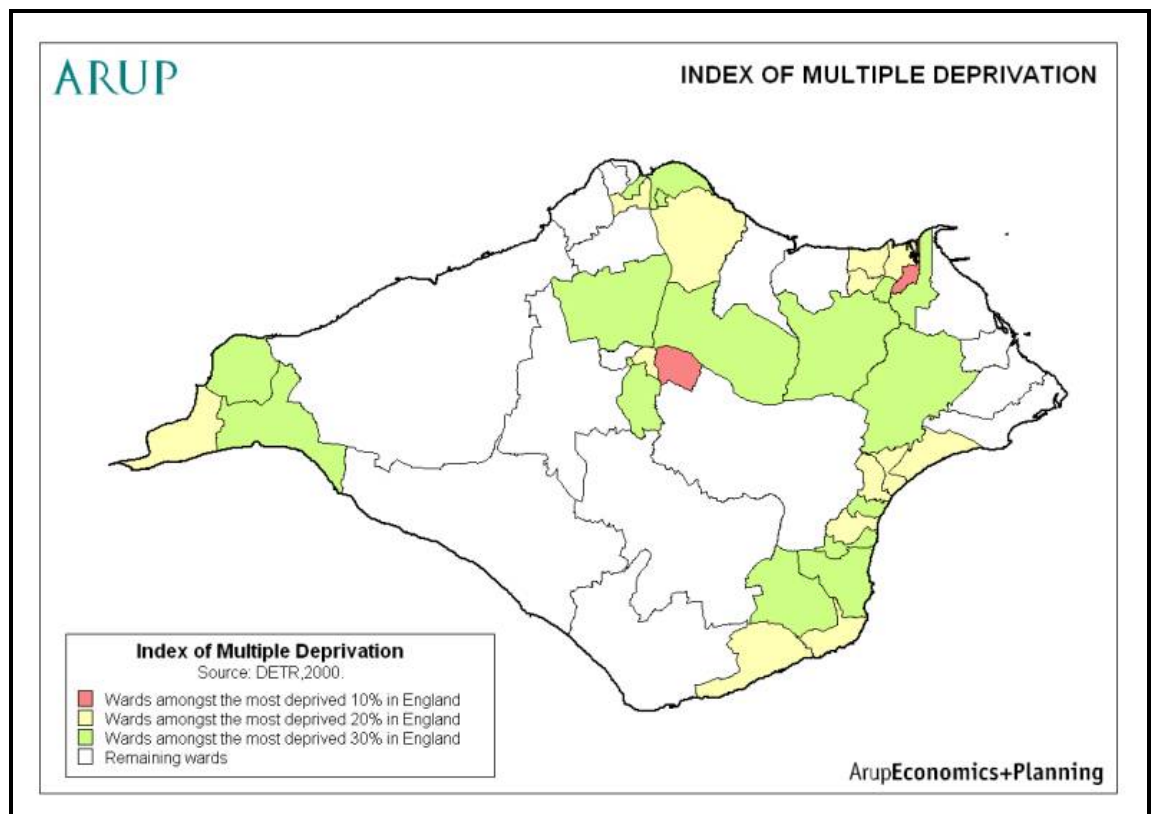 ARUP
INDEX OF MULTIPLE DEPRIVATION
Index of Multiple Deprivation
Source: DETR,2000.
Wards amongst the most deprived 10% in England
Wards amongst the most deprived 20% in England
Wards amongst the most deprived 30% in England
Remaining wards
ArupEconomics+Planning